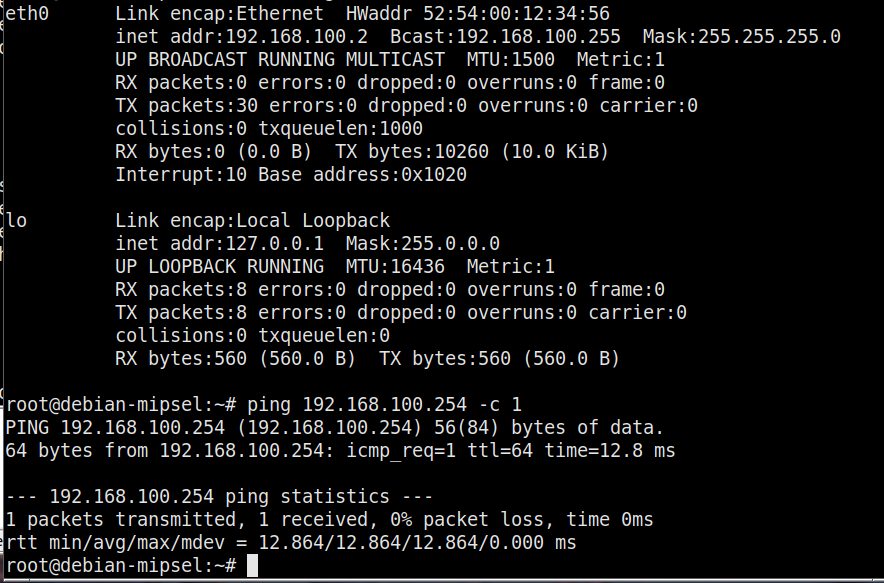 eth0      Link encap:Ethernet  HWaddr 52:54:00:12:34:56
          inet addr:192.168.100.2  Bcast:192.168.100.255  Mask:255.255.255.0
          UP BROADCAST RUNNING MULTICAST  MTU:1500  Metric:1
          RX packets:0 errors:0 dropped:0 overruns:0 frame:0
          TX packets:30 errors:0 dropped:0 overruns:0 carrier:0
          collisions:0 txqueuelen:1000
          RX bytes:0 (0.0 B)  TX bytes:10260 (10.0 KiB)
          Interrupt:10 Base address:0x1020

lo        Link encap:Local Loopback
          inet addr:127.0.0.1  Mask:255.0.0.0
          UP LOOPBACK RUNNING  MTU:16436  Metric:1
          RX packets:8 errors:0 dropped:0 overruns:0 frame:0
          TX packets:8 errors:0 dropped:0 overruns:0 carrier:0
          collisions:0 txqueuelen:0
          RX bytes:560 (560.0 B)  TX bytes:560 (560.0 B)

root@debian-mipsel:~# ping 192.168.100.254 -c 1
PING 192.168.100.254 (192.168.100.254) 56(84) bytes of data.
64 bytes from 192.168.100.254: icmp_req=1 ttl=64 time=12.8 ms

--- 192.168.100.254 ping statistics ---
1 packets transmitted, 1 received, 0% packet loss, time 0ms
rtt min/avg/max/mdev = 12.864/12.864/12.864/0.000 ms
root@debian-mipsel:~#